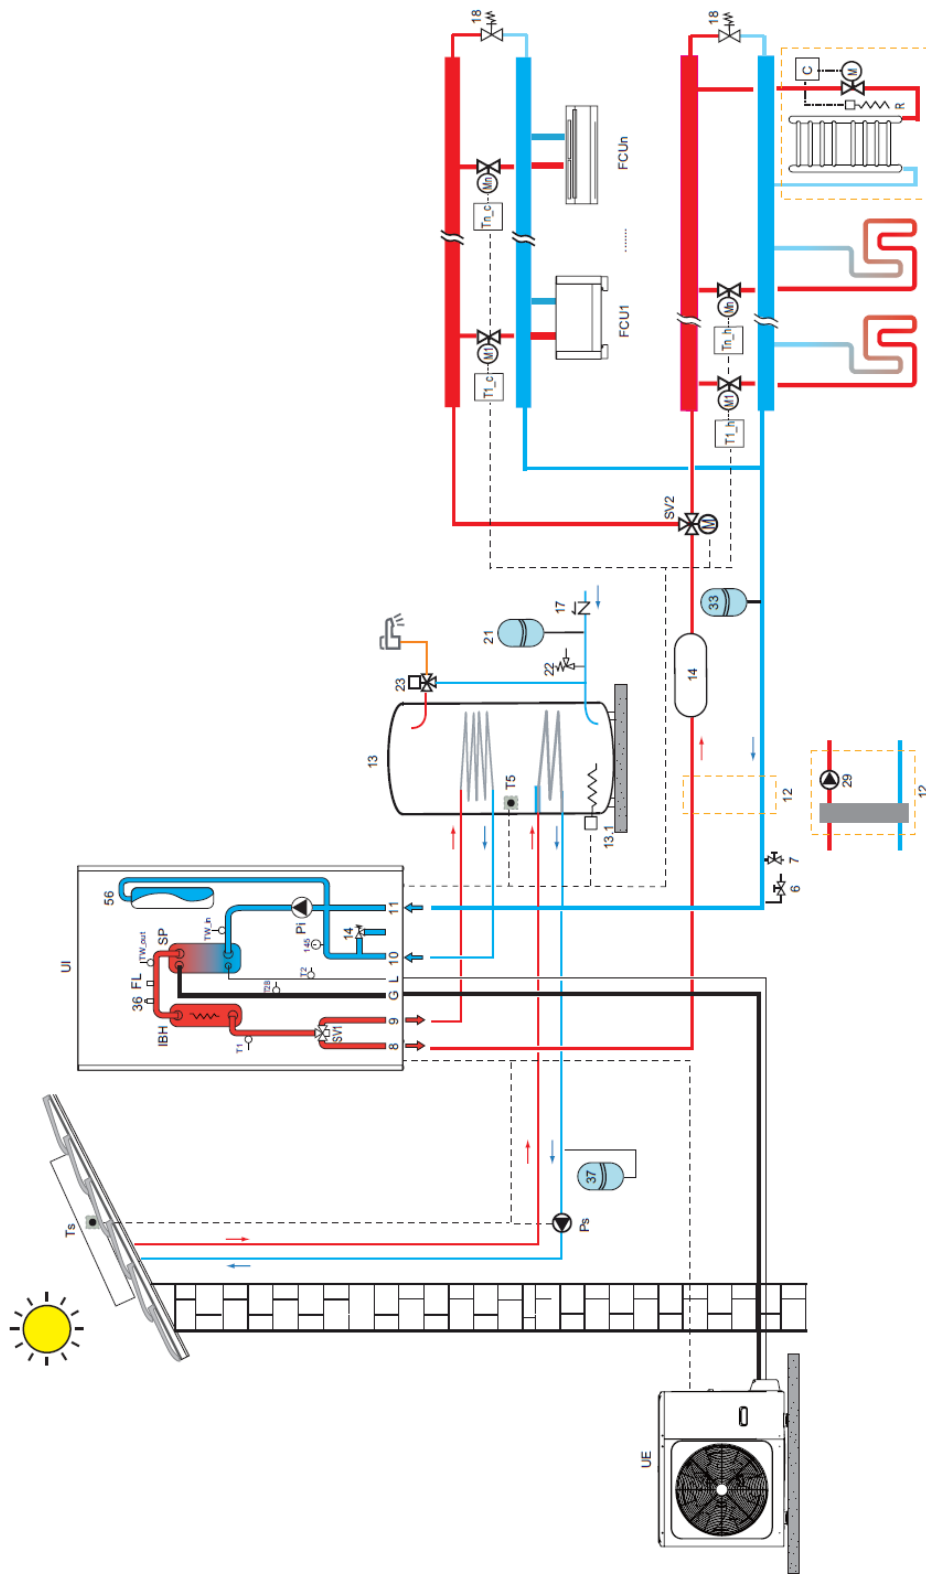 UI
Ts
56
36
FL
TW_out
IBH
SP
TW_in
T1
T2B
T2
145
Pi
SV1
14
8
9
G
L
10
11
13
23
T5
13.1
22
21
17
Ps
37
UE
18
T1_c
M1
Tn_c
Mn
FCU1
........
FCUn
SV2
M
14
33
12
6
7
29
12
18
T1_h
M1
Tn_h
Mn
C
M
R